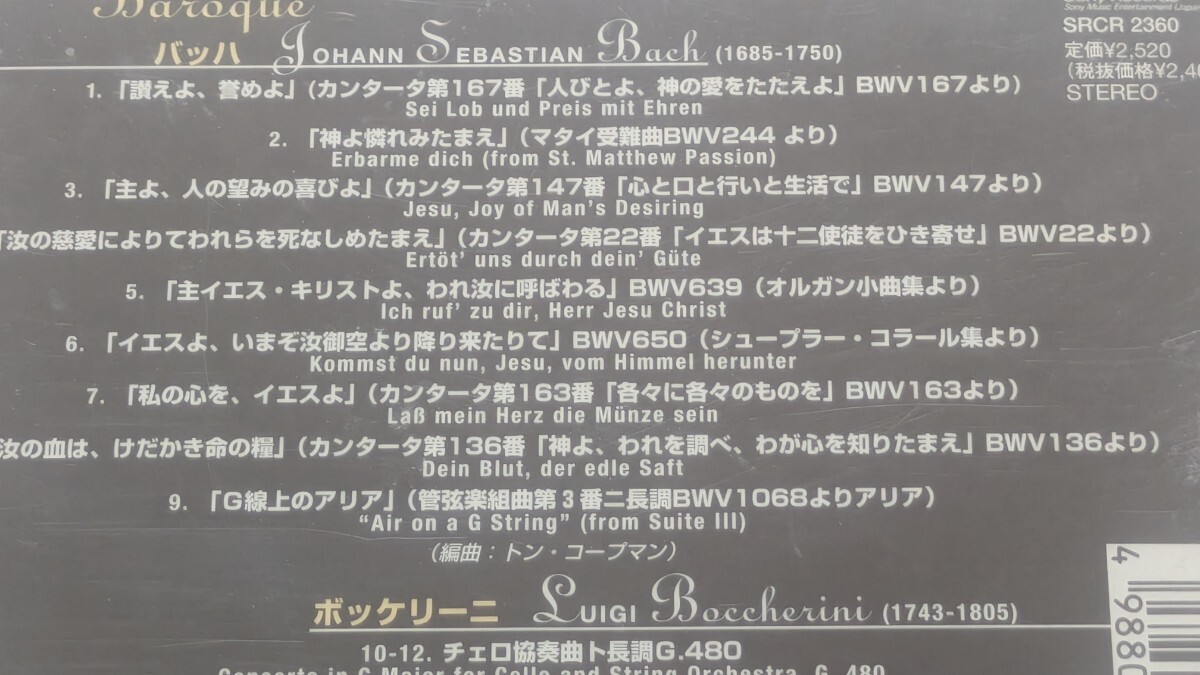 Baroque
Sony Music Entertainment (Japan
SRCR 2360
定価¥2,520
(税抜価格¥2,40
STEREO
バッハ JOHANN SEBASTIAN Bach (1685-1750)
1. 「讃えよ、誉めよ」(カンタータ第167番「人びとよ、神の愛をたたえよ」BWV167より)
Sei Lob und Preis mit Ehren
2. 「神よ憐れみたまえ」(マタイ受難曲BWV244 より)
Erbarme dich (from St. Matthew Passion)
3. 「主よ、人の望みの喜びよ」(カンタータ第147番「心と口と行いと生活で」BWV147より)
Jesu, Joy of Man's Desiring
「汝の慈愛によりてわれらを死なしめたまえ」(カンタータ第22番「イエスは十二使徒をひき寄せ」BWV22より)
Ertöt' uns durch dein' Güte
5. 「主イエス・キリストよ、われ汝に呼ばわる」BWV639 (オルガン小曲集より)
Ich ruf' zu dir, Herr Jesu Christ
6. 「イエスよ、いまぞ汝御空より降り来たりて」BWV650 (シュープラー・コラール集より)
Kommst du nun, Jesu, vom Himmel herunter
7. 「私の心を、イエスよ」(カンタータ第163番「各々に各々のものを」BWV163より)
Laß mein Herz die Münze sein
汝の血は、けだかき命の糧」(カンタータ第136番「神よ、われを調べ、わが心を知りたまえ」BWV136より)
Dein Blut, der edle Saft
9. 「G線上のアリア」(管弦楽組曲第3番ニ長調BWV1068よりアリア)
"Air on a G String" (from Suite III)
(編曲:トン・コープマン)
ボッケリーニ LUIGI Boccherini (1743-1805)
10-12. チェロ協奏曲ト長調G.480
Concerto in G Major for Cello and String Orchestra, G. 480
4 9880